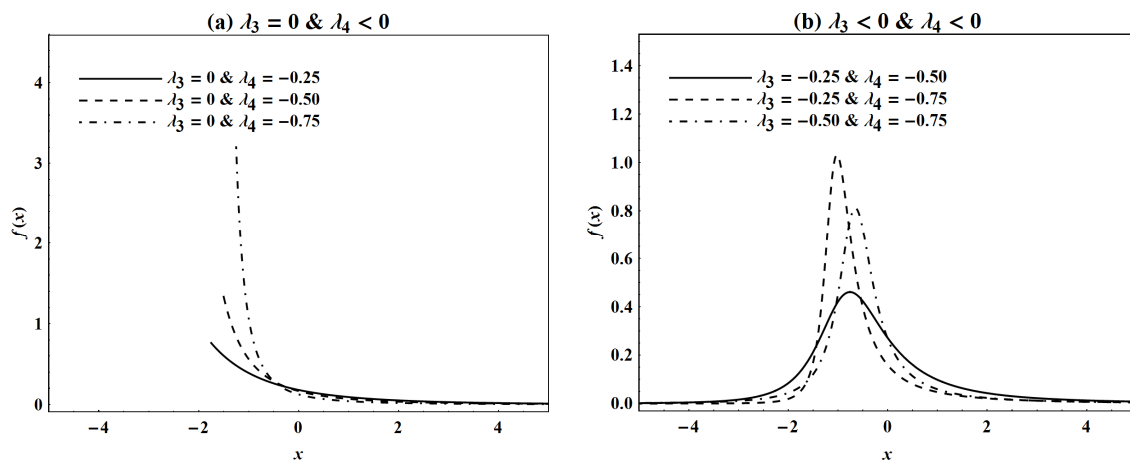 (a) λ3 = 0 & λ4 < 0
λ3 = 0 & λ4 = −0.25
λ3 = 0 & λ4 = −0.50
λ3 = 0 & λ4 = −0.75
4
3
2
1
0
f(x)
−4 −2 0 2 4
x
(b) λ3 < 0 & λ4 < 0
λ3 = −0.25 & λ4 = −0.50
λ3 = −0.25 & λ4 = −0.75
λ3 = −0.50 & λ4 = −0.75
1.4
1.2
1.0
0.8
0.6
0.4
0.2
0.0
f(x)
−4 −2 0 2 4
x